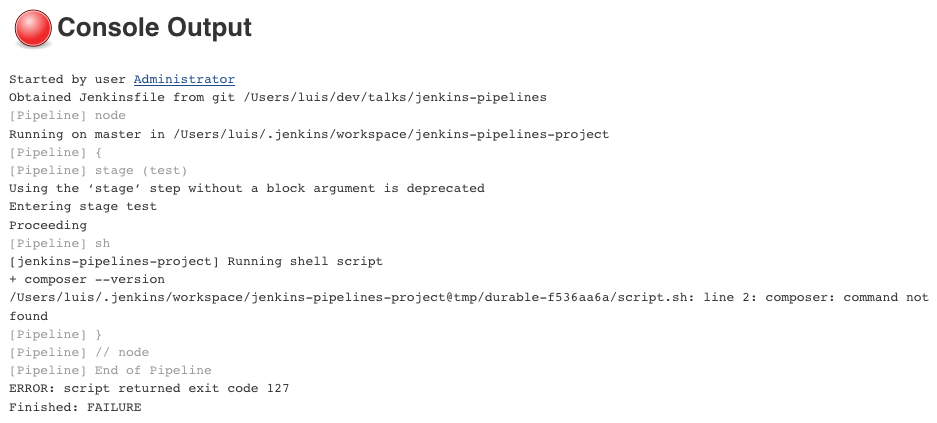 Console Output
Started by user Administrator
Obtained Jenkinsfile from git /Users/luis/dev/talks/jenkins-pipelines
[Pipeline] node
Running on master in /Users/luis/.jenkins/workspace/jenkins-pipelines-project
[Pipeline] {
[Pipeline] stage (test)
Using the ‘stage’ step without a block argument is deprecated
Entering stage test
Proceeding
[Pipeline] sh
[jenkins-pipelines-project] Running shell script
+ composer --version
/Users/luis/.jenkins/workspace/jenkins-pipelines-project@tmp/durable-f536aa6a/script.sh: line 2: composer: command not
found
[Pipeline] }
[Pipeline] // node
[Pipeline] End of Pipeline
ERROR: script returned exit code 127
Finished: FAILURE